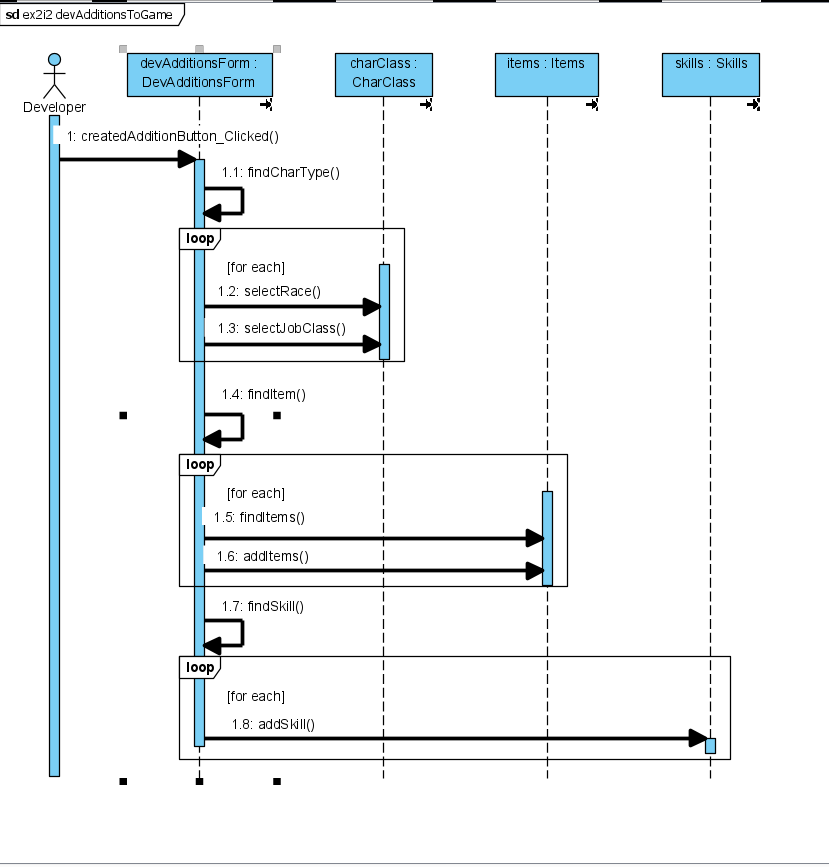 sd ex2i2 devAdditionsToGame
devAdditionsForm :
DevAdditionsForm
charClass :
CharClass
items : Items
skills : Skills
Developer
1: createdAdditionButton_Clicked()
1.1: findCharType()
loop
[for each]
1.2: selectRace()
1.3: selectJobClass()
1.4: findItem()
loop
[for each]
1.5: findItems()
1.6: addItems()
1.7: findSkill()
loop
[for each]
1.8: addSkill()